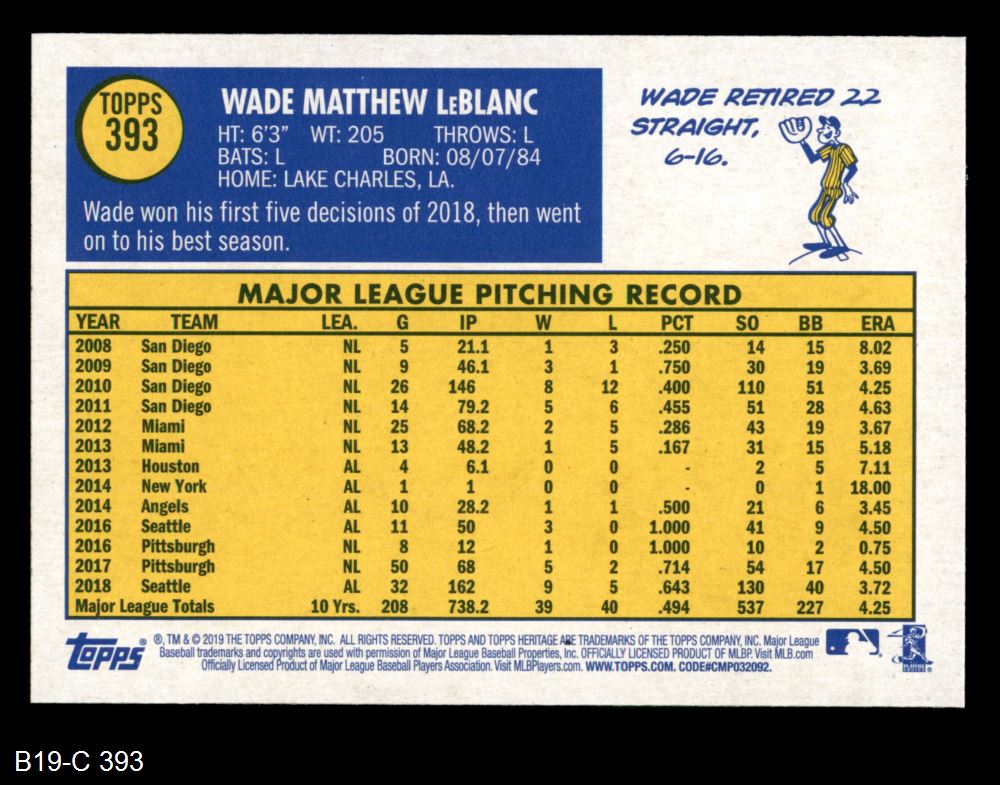 TOPPS
393
WADE MATTHEW LeBLANC
HT: 6'3" WT: 205 THROWS: L
BATS: L BORN: 08/07/84
HOME: LAKE CHARLES, LA.
Wade won his first five decisions of 2018, then went
on to his best season.
WADE RETIRED 22
STRAIGHT,
6-16.
MAJOR LEAGUE PITCHING RECORD
YEAR TEAM LEA. G IP W L PCT SO BB ERA
2008 San Diego NL 5 21.1 1 3 .250 14 15 8.02
2009 San Diego NL 9 46.1 3 1 .750 30 19 3.69
2010 San Diego NL 26 146 8 12 .400 110 51 4.25
2011 San Diego NL 14 79.2 5 6 .455 51 28 4.63
2012 Miami NL 25 68.2 2 5 .286 43 19 3.67
2013 Miami NL 13 48.2 1 5 .167 31 15 5.18
2013 Houston AL 4 6.1 0 0 - 2 5 7.11
2014 New York AL 1 1 0 0 - 0 1 18.00
2014 Angels AL 10 28.2 1 1 .500 21 6 3.45
2016 Seattle AL 11 50 3 0 1.000 41 9 4.50
2016 Pittsburgh NL 8 12 1 0 1.000 10 2 0.75
2017 Pittsburgh NL 50 68 5 2 .714 54 17 4.50
2018 Seattle AL 32 162 9 5 .643 130 40 3.72
Major League Totals 10 Yrs. 208 738.2 39 40 .494 537 227 4.25
Topps ® ®, TM & © 2019 THE TOPPS COMPANY, INC. ALL RIGHTS RESERVED. TOPPS AND TOPPS HERITAGE ARE TRADEMARKS OF THE TOPPS COMPANY, INC. Major League
Baseball trademarks and copyrights are used with permission of Major League Baseball Properties, Inc. OFFICIALLY LICENSED PRODUCT OF MLBP. Visit MLB.com
Officially Licensed Product of Major League Baseball Players Association. Visit MLBPlayers.com. WWW.TOPPS.COM. CODE#CMP032092.
B19-C 393